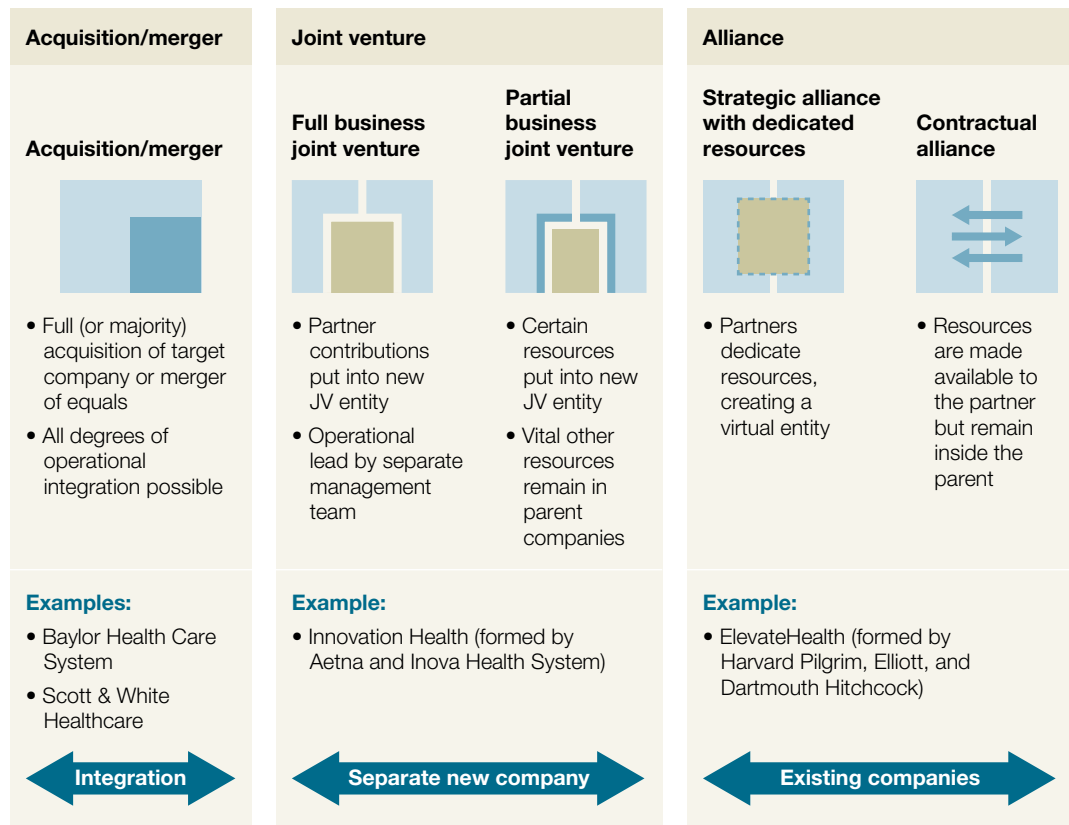 Acquisition/merger
Acquisition/merger
• Full (or majority)
acquisition of target
company or merger
of equals
• All degrees of
operational
integration possible
Examples:
• Baylor Health Care
System
• Scott & White
Healthcare
Integration
Joint venture
Full business
joint venture
• Partner
contributions
put into new
JV entity
• Operational
lead by separate
management
team
Partial
business
joint venture
• Certain
resources
put into new
JV entity
• Vital other
resources
remain in
parent
companies
Example:
• Innovation Health (formed by
Aetna and Inova Health System)
Separate new company
Alliance
Strategic alliance
with dedicated
resources
• Partners
dedicate
resources,
creating a
virtual entity
Contractual
alliance
• Resources
are made
available to
the partner
but remain
inside the
parent
Example:
• ElevateHealth (formed by
Harvard Pilgrim, Elliott, and
Dartmouth Hitchcock)
Existing companies